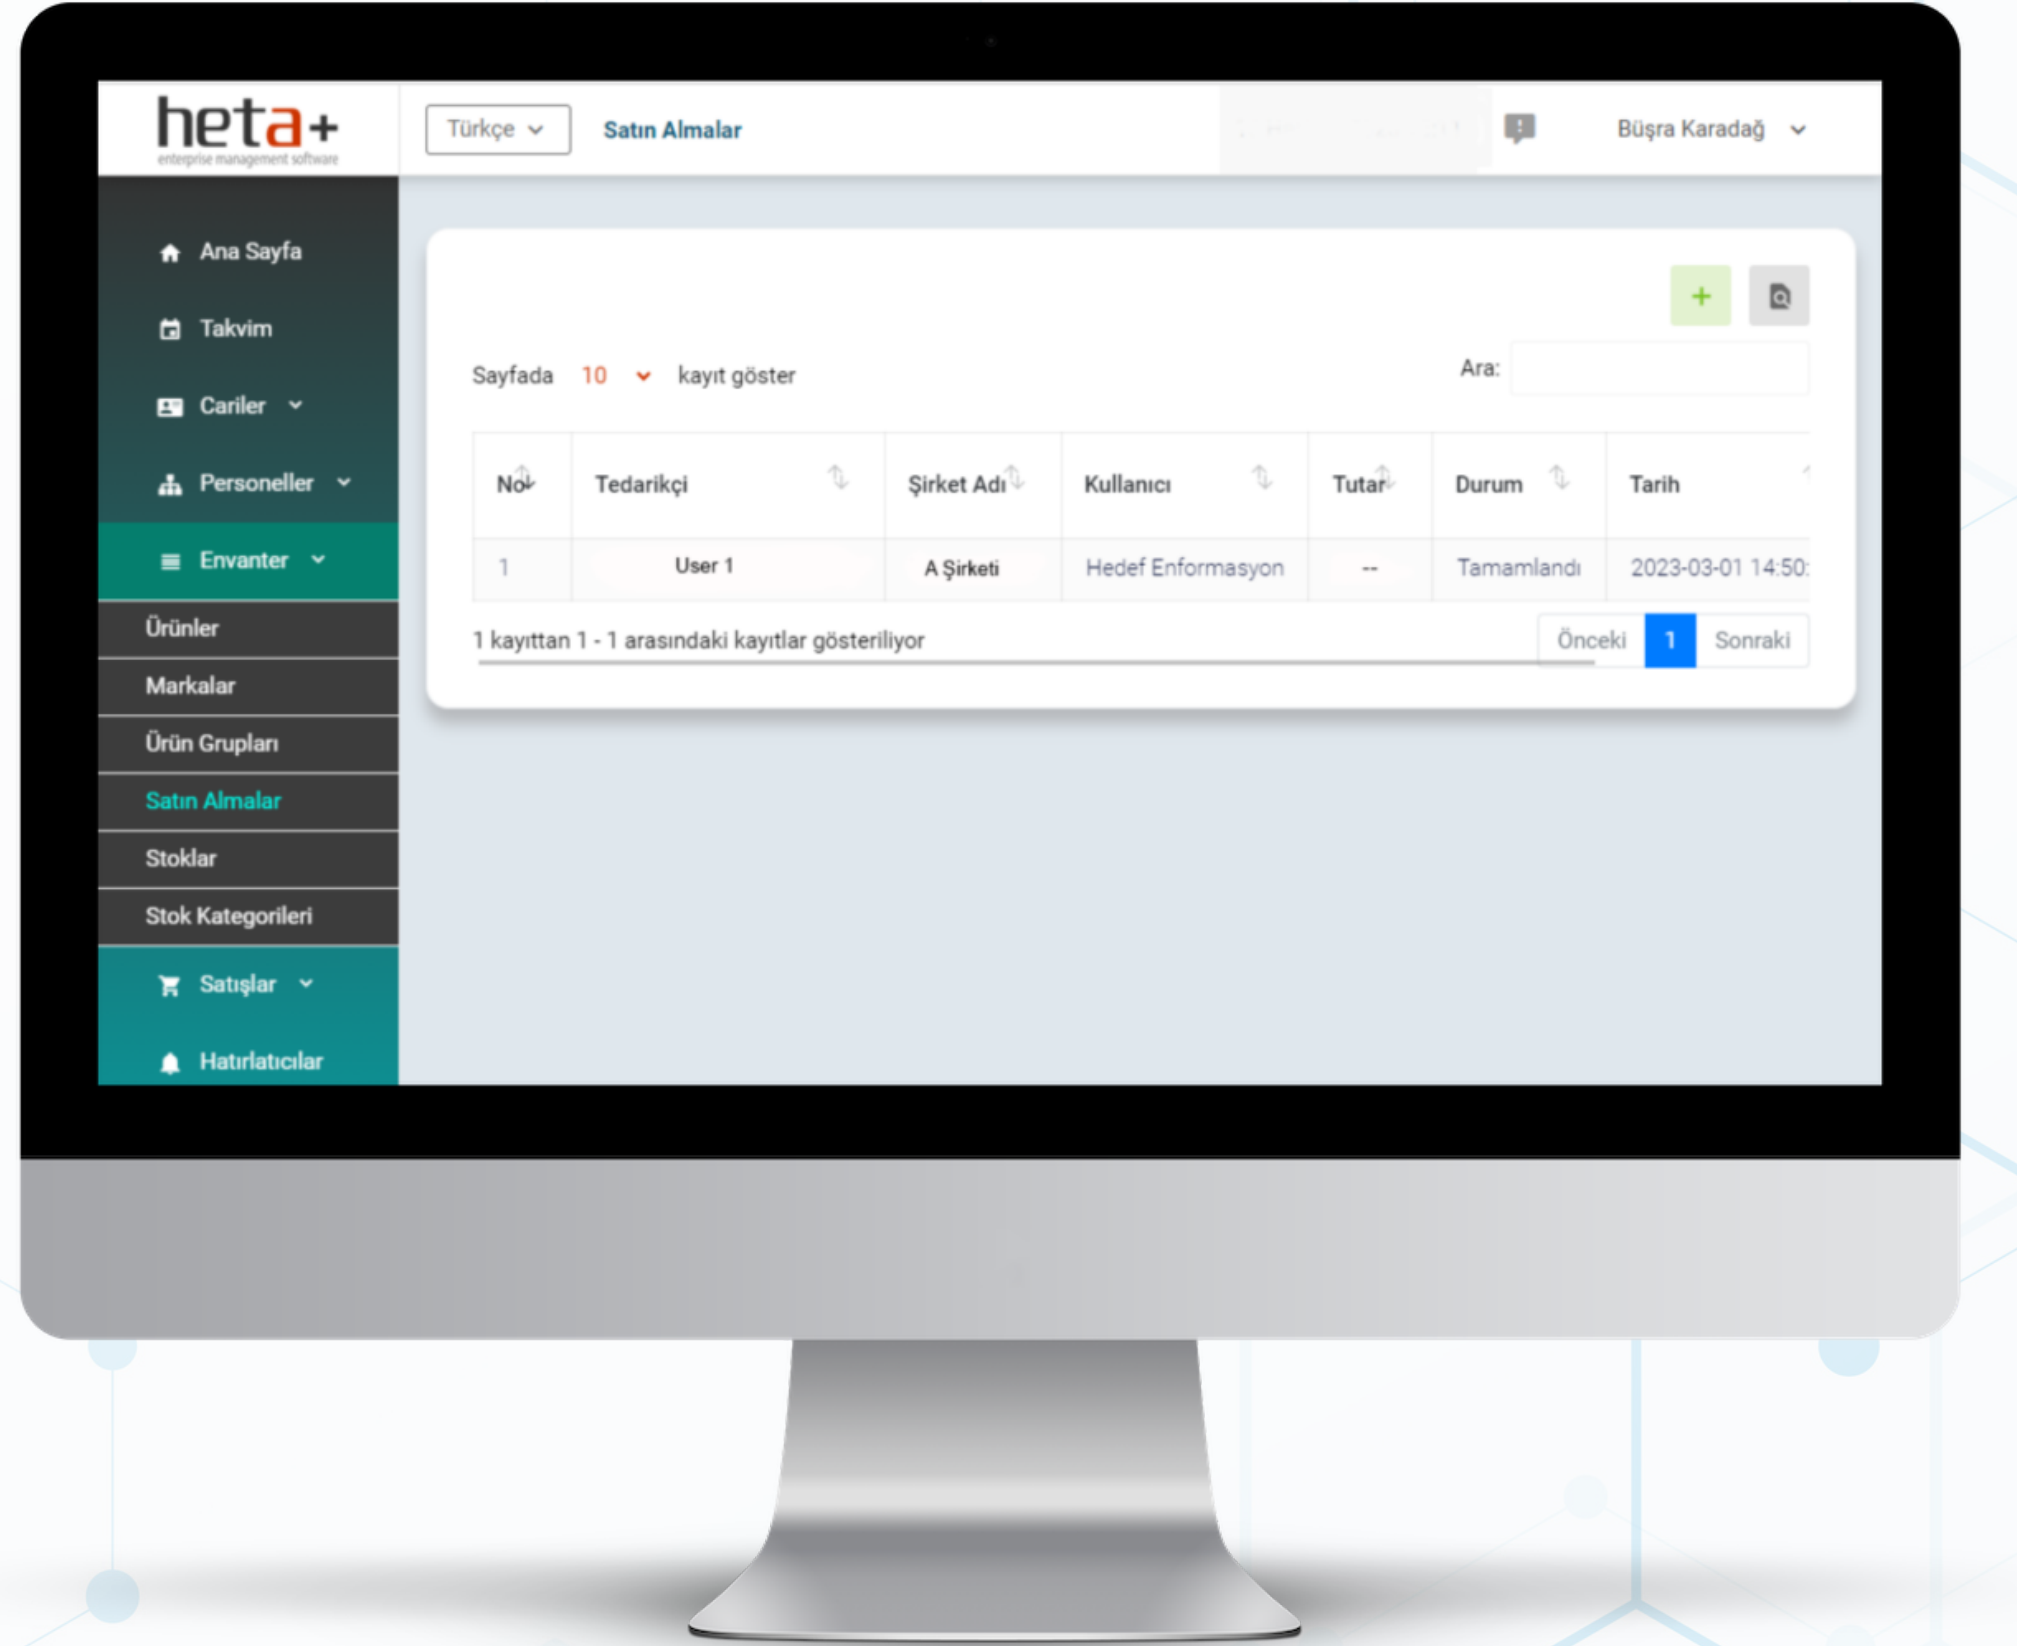 heta+
enterprise management software
Türkçe
Satın Almalar
Büşra Karadağ
Ana Sayfa
Takvim
Cariler
Personeller
Envanter
Ürünler
Markalar
Ürün Grupları
Satın Almalar
Stoklar
Stok Kategorileri
Satışlar
Hatırlatıcılar
Sayfada 10 kayıt göster
Ara:
No Tedarikçi Şirket Adı Kullanıcı Tutar Durum Tarih
1 User 1 A Şirketi Hedef Enformasyon -- Tamamlandı 2023-03-01 14:50:
1 kayıttan 1 - 1 arasındaki kayıtlar gösteriliyor
Önceki 1 Sonraki